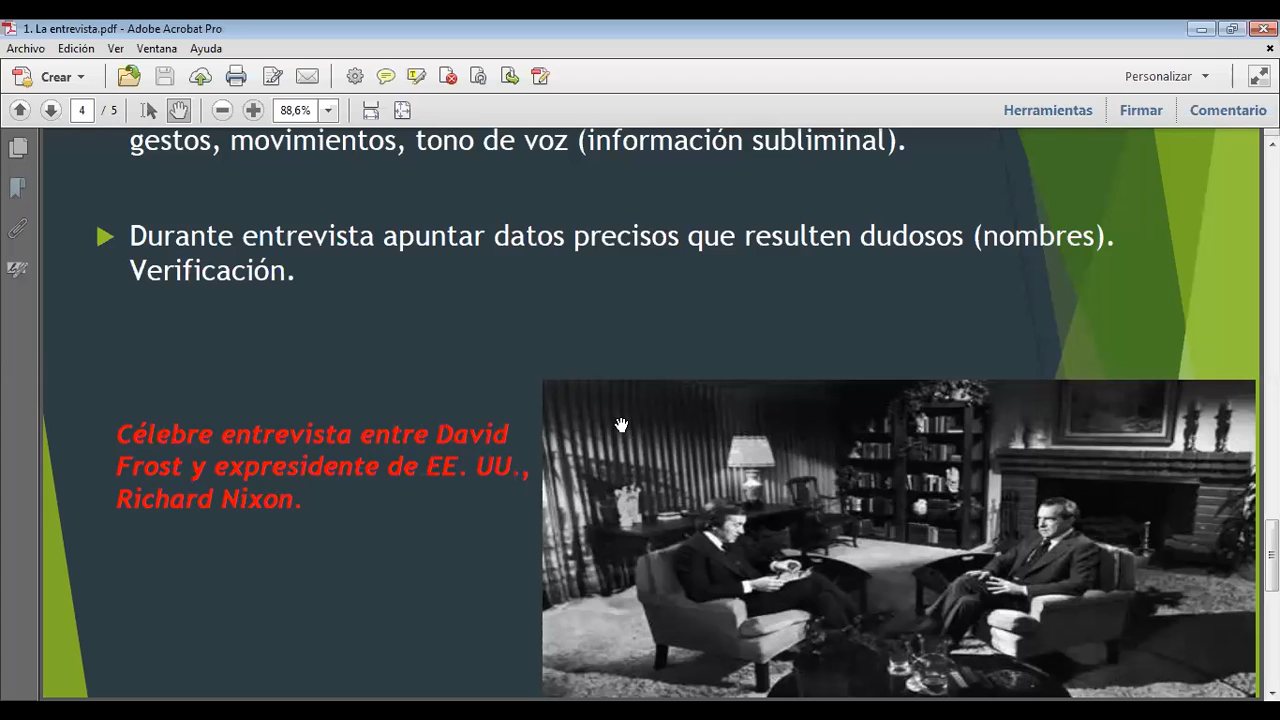 1. La entrevista.pdf - Adobe Acrobat Pro
Archivo Edición Ver Ventana Ayuda
Crear
Personalizar
4 / 5
88,6%
Herramientas Firmar Comentario
gestos, movimientos, tono de voz (información subliminal).
Durante entrevista apuntar datos precisos que resulten dudosos (nombres).
Verificación.
Célebre entrevista entre David
Frost y expresidente de EE. UU.,
Richard Nixon.